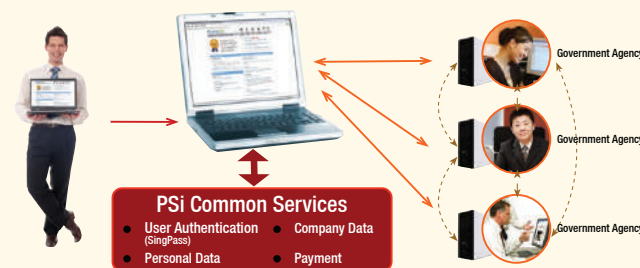 Government Agency
Government Agency
Government Agency
PSi Common Services
● User Authentication
(SingPass)
● Personal Data
● Company Data
● Payment